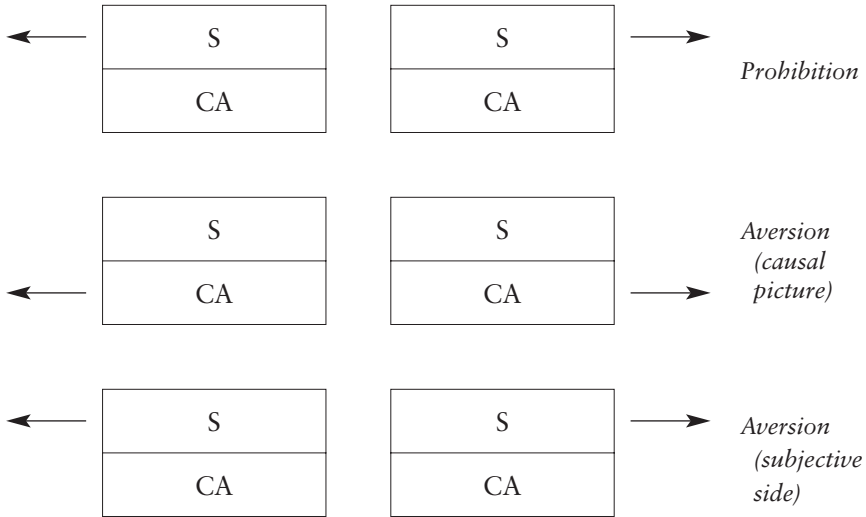 S S
CA CA
Prohibition
S S
CA CA
Aversion
(causal
picture)
S S
CA CA
Aversion
(subjective
side)